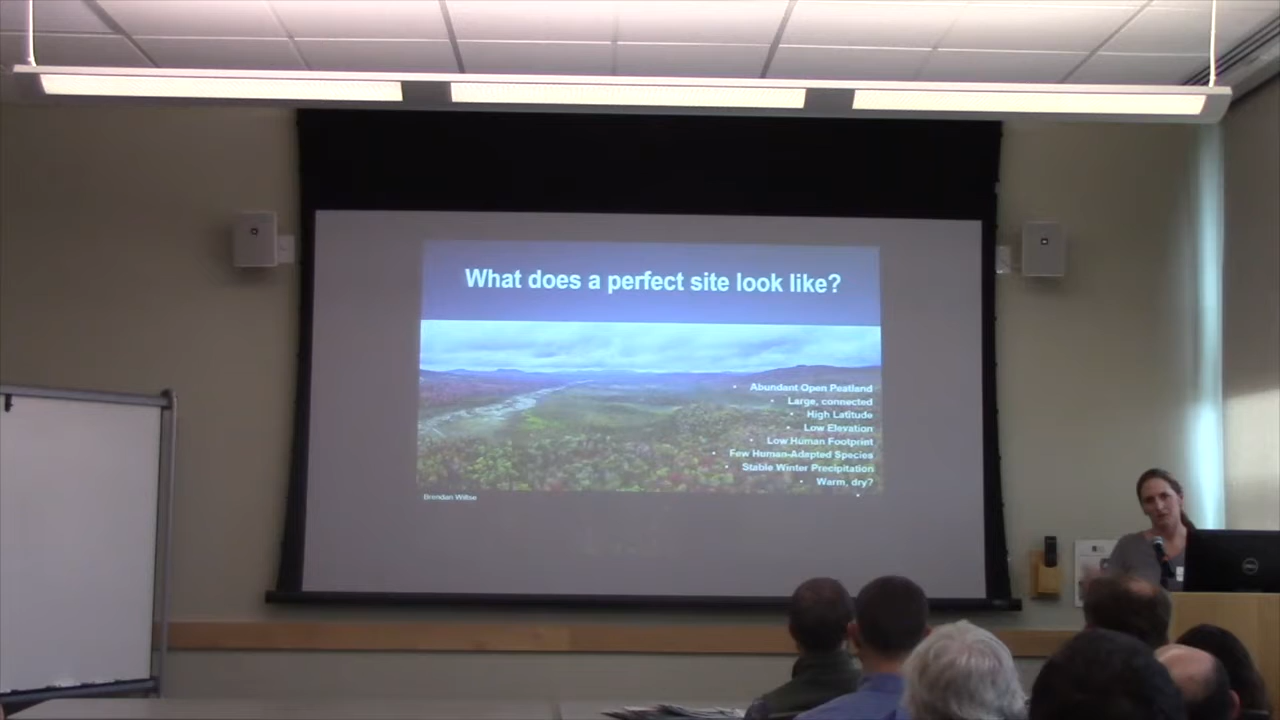 What does a perfect site look like?
• Abundant Open Peatland
• Large, connected
• High Latitude
• Low Elevation
• Low Human Footprint
• Few Human-Adapted Species
• Stable Winter Precipitation
• Warm, dry?
•
Brendan Wiltse
DELL